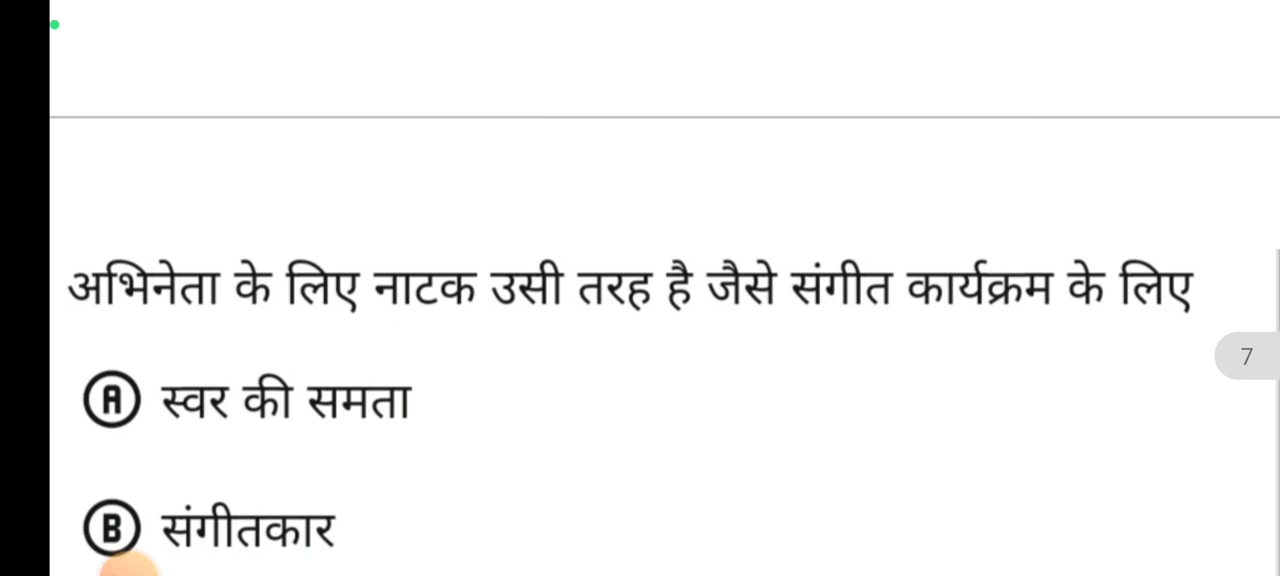 अभिनेता के लिए नाटक उसी तरह है जैसे संगीत कार्यक्रम के लिए
7
A स्वर की समता
B संगीतकार